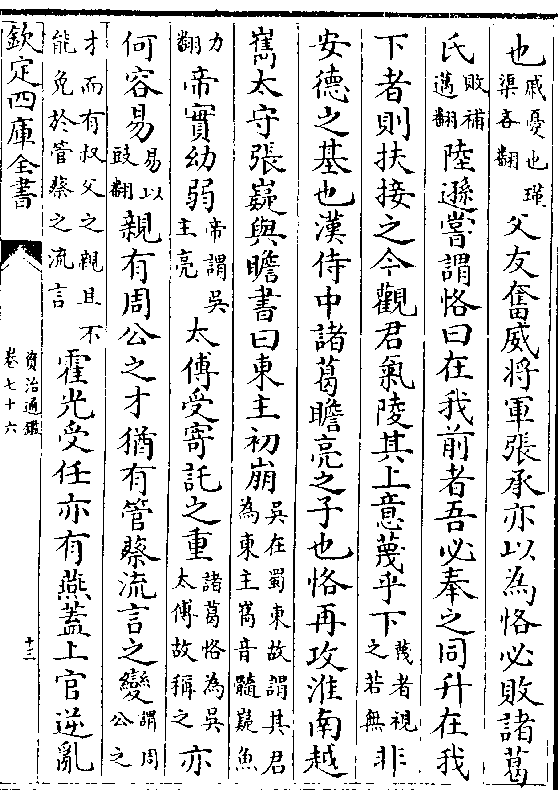 也戚憂也瑾渠吝翻父友奮威將軍張承亦以為恪必敗諸葛
氏敗補邁翻陸遜嘗謂恪曰在我前者吾必奉之同升在我
下者則扶接之今觀君氣陵其上意蔑乎下蔑者視之若無非
安德之基也漢侍中諸葛瞻亮之子也恪再攻淮南越
嶲太守張嶷與瞻書曰東主初崩吳在蜀東故謂其君為東主嶲音髓嶷魚
力翻帝實幼弱帝謂吳主亮太傅受寄託之重諸葛恪為吳太傅故稱之亦
何容易易以豉翻親有周公之才猶有管蔡流言之變謂周公之
才而有叔父之親且不能免於管蔡之流言霍光受任亦有燕蓋上官逆亂
欽定四庫全書
資治通鑑
卷七十六
十三